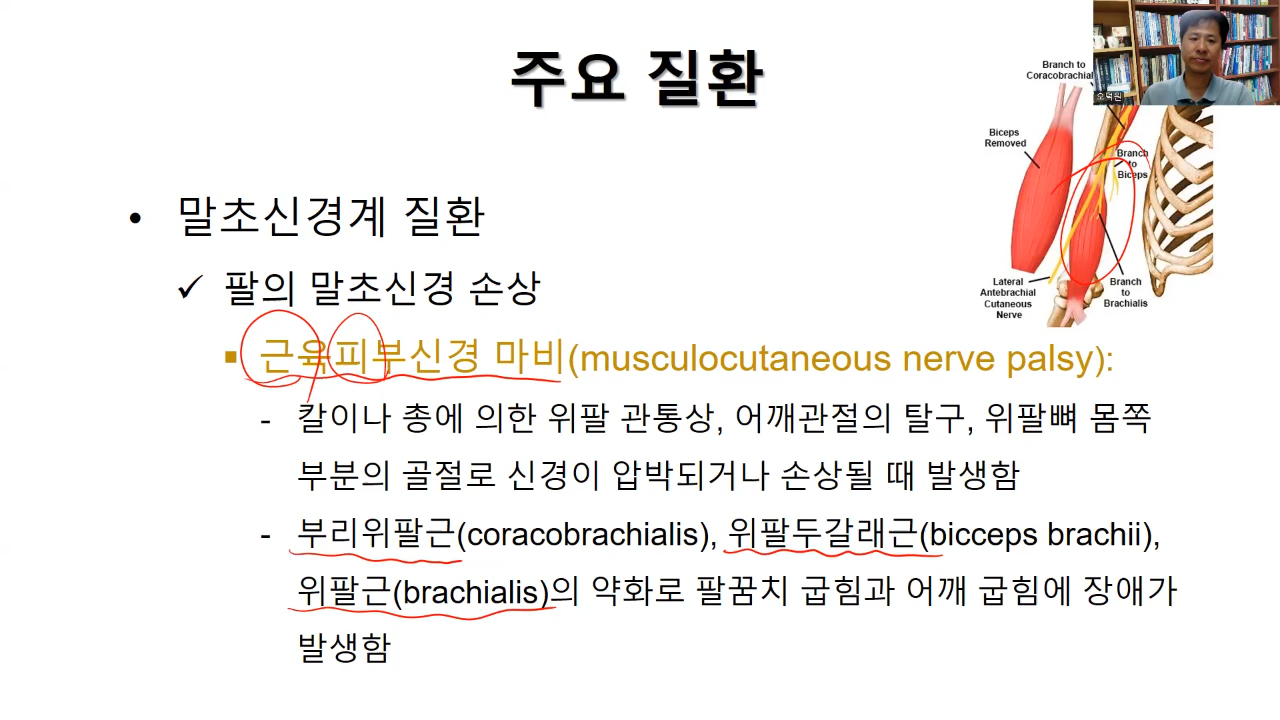 주요 질환
Branch to
Coracobrachial
오덕원
Biceps
Removed
Branch
to
Biceps
Lateral
Antebrachial
Cutaneous
Nerve
Branch
to
Brachialis
• 말초신경계 질환
✓ 팔의 말초신경 손상
▪ 근육피부신경 마비(musculocutaneous nerve palsy):
- 칼이나 총에 의한 위팔 관통상, 어깨관절의 탈구, 위팔뼈 몸쪽
부분의 골절로 신경이 압박되거나 손상될 때 발생함
- 부리위팔근(coracobrachialis), 위팔두갈래근(bicceps brachii),
위팔근(brachialis)의 약화로 팔꿈치 굽힘과 어깨 굽힘에 장애가
발생함